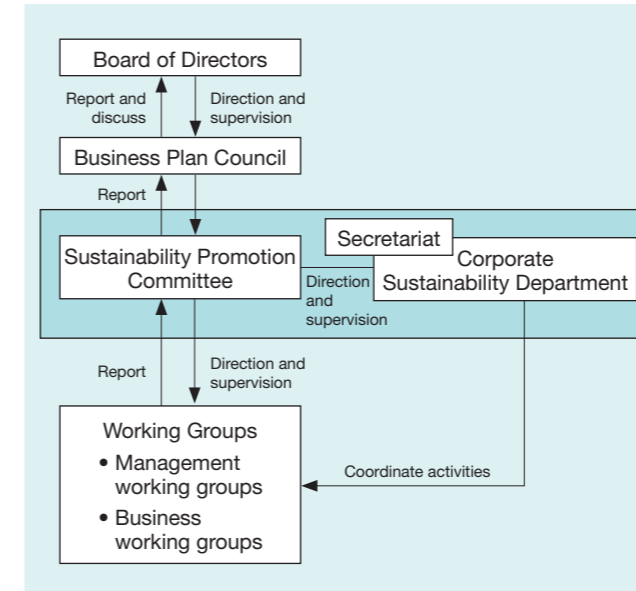 Board of Directors
Report and
discuss
Direction and
supervision
Business Plan Council
Report
Secretariat
Sustainability Promotion
Committee
Direction
and
supervision
Corporate
Sustainability Department
Report
Direction and
supervision
Working Groups
• Management
working groups
• Business
working groups
Coordinate activities